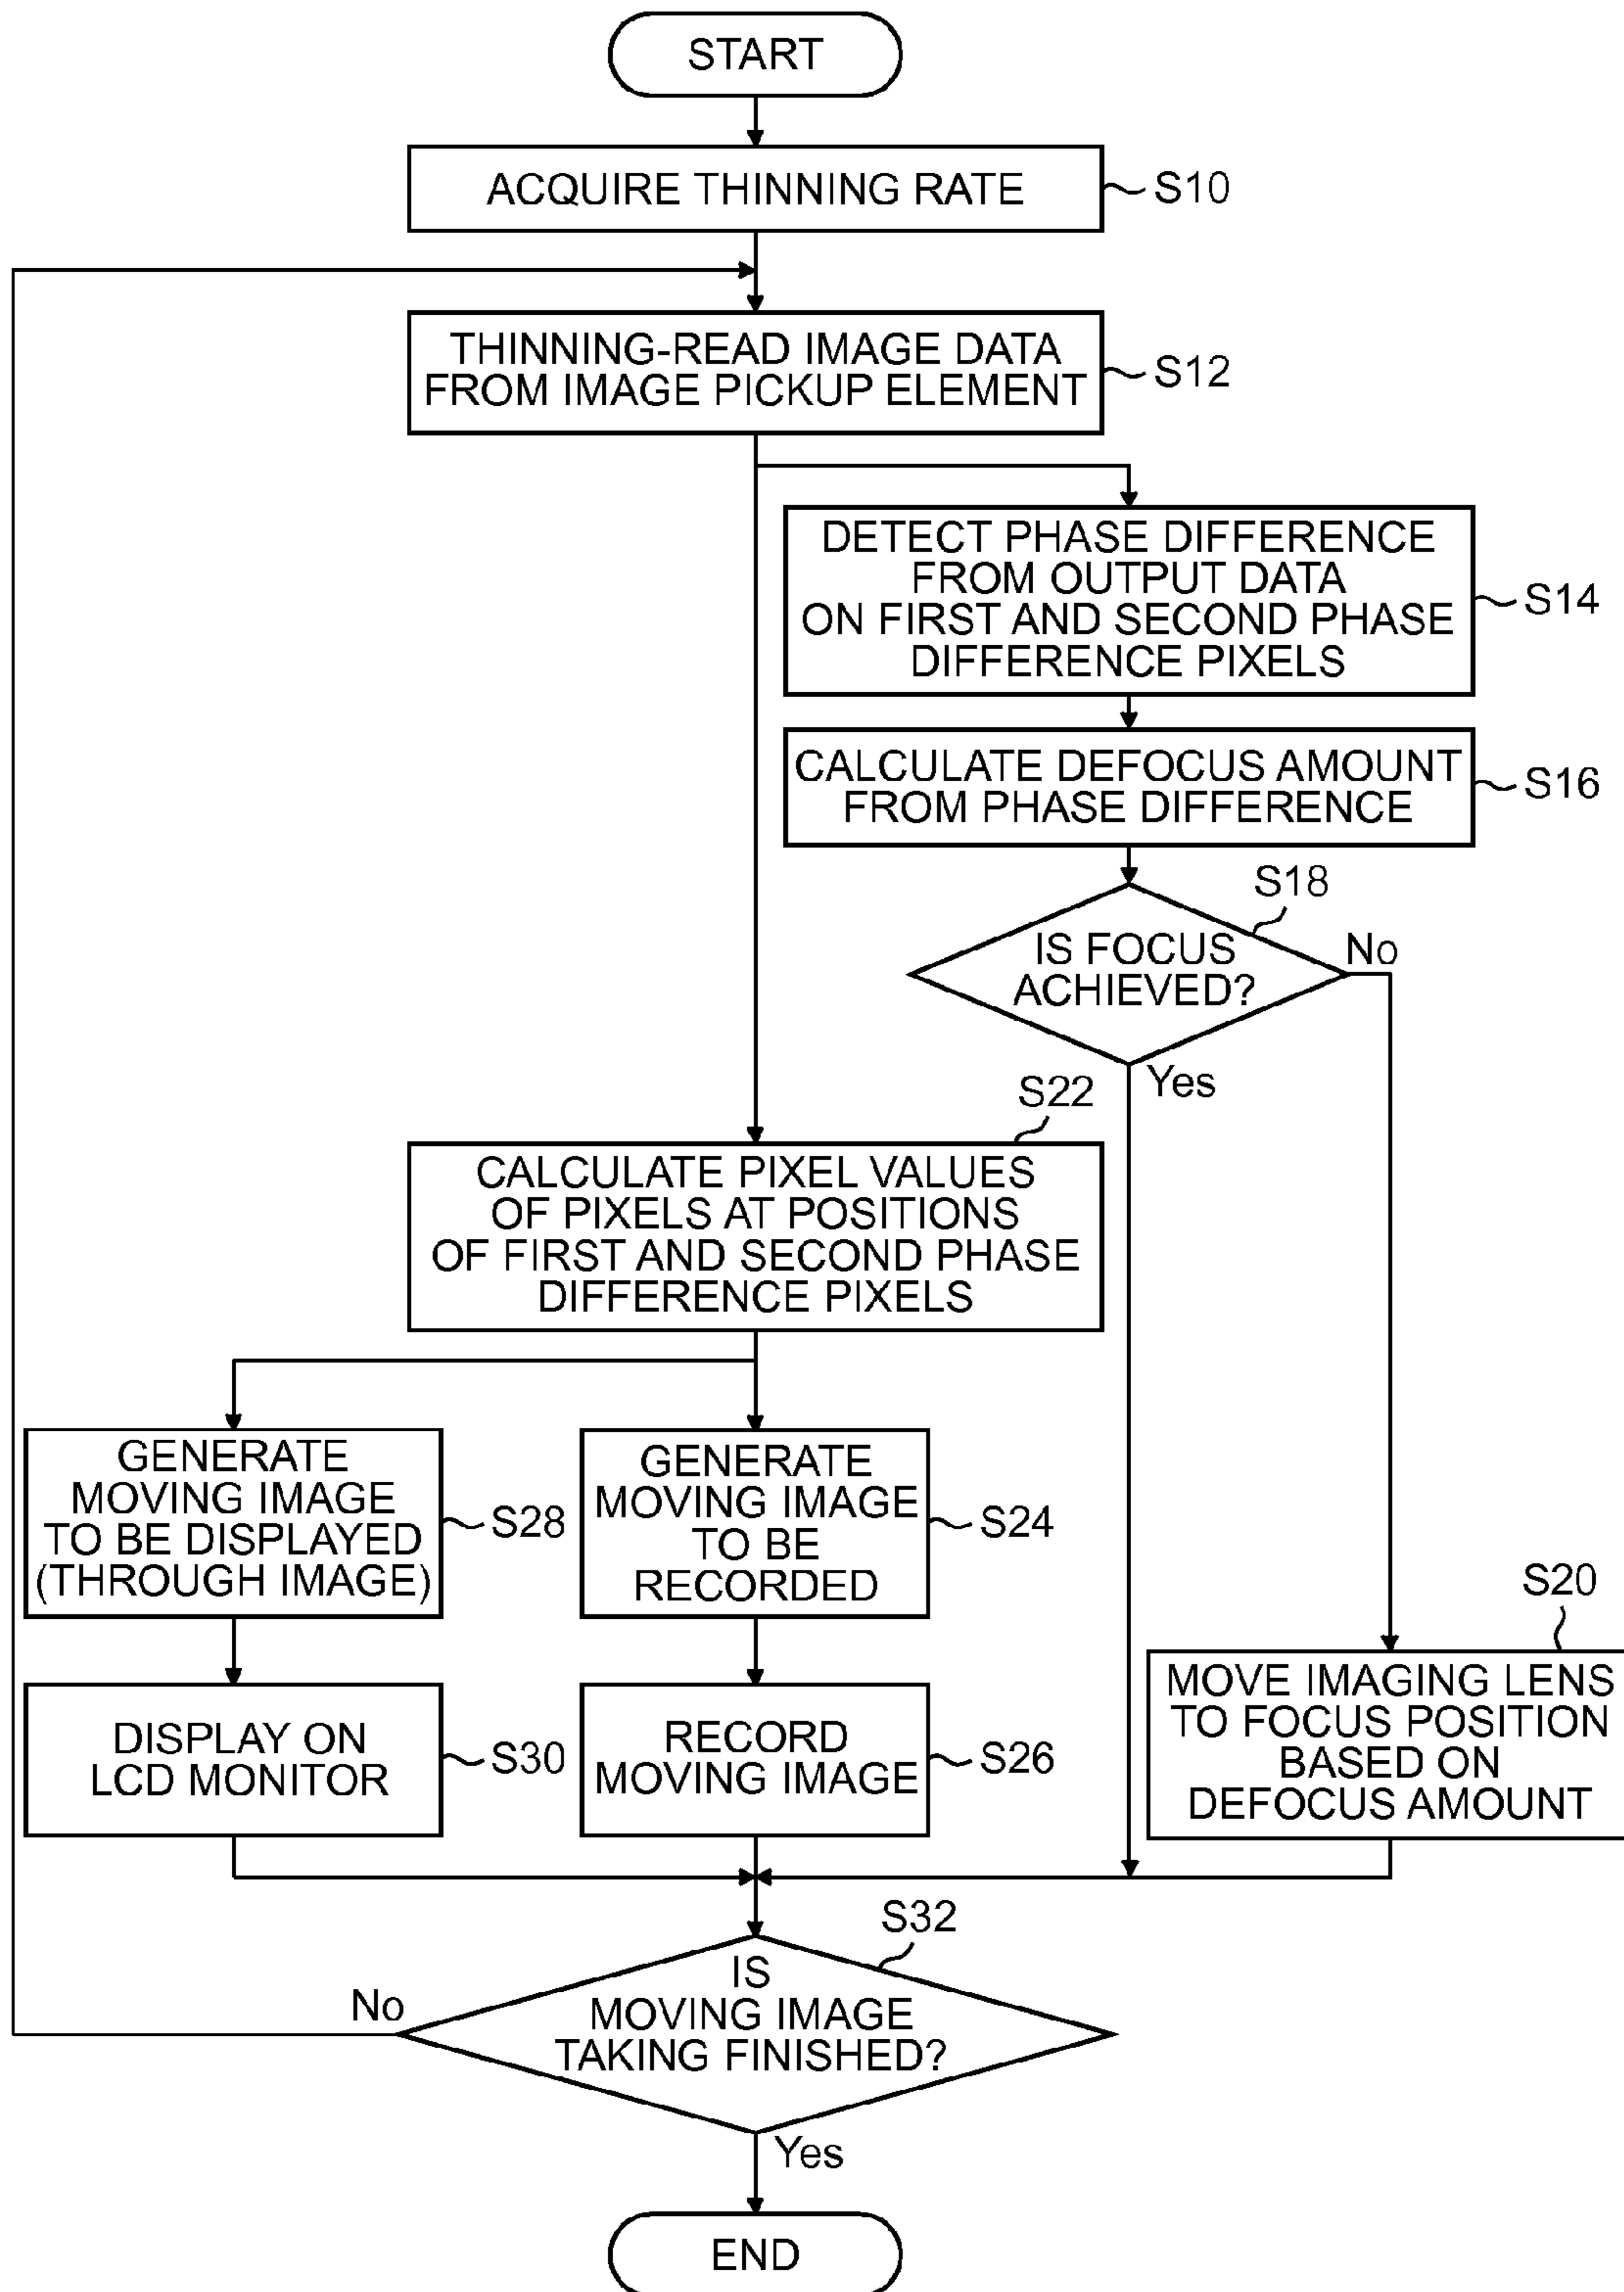 START
ACQUIRE THINNING RATE
S10
THINNING-READ IMAGE DATA
FROM IMAGE PICKUP ELEMENT
S12
DETECT PHASE DIFFERENCE
FROM OUTPUT DATA
ON FIRST AND SECOND PHASE
DIFFERENCE PIXELS
S14
CALCULATE DEFOCUS AMOUNT
FROM PHASE DIFFERENCE
S16
S18
IS FOCUS
ACHIEVED?
No
Yes
S22
CALCULATE PIXEL VALUES
OF PIXELS AT POSITIONS
OF FIRST AND SECOND PHASE
DIFFERENCE PIXELS
GENERATE
MOVING IMAGE
TO BE DISPLAYED
(THROUGH IMAGE)
S28
GENERATE
MOVING IMAGE
TO BE
RECORDED
S24
S20
MOVE IMAGING LENS
TO FOCUS POSITION
BASED ON
DEFOCUS AMOUNT
DISPLAY ON
LCD MONITOR
S30
RECORD
MOVING IMAGE
S26
S32
IS
MOVING IMAGE
TAKING FINISHED?
No
Yes
END